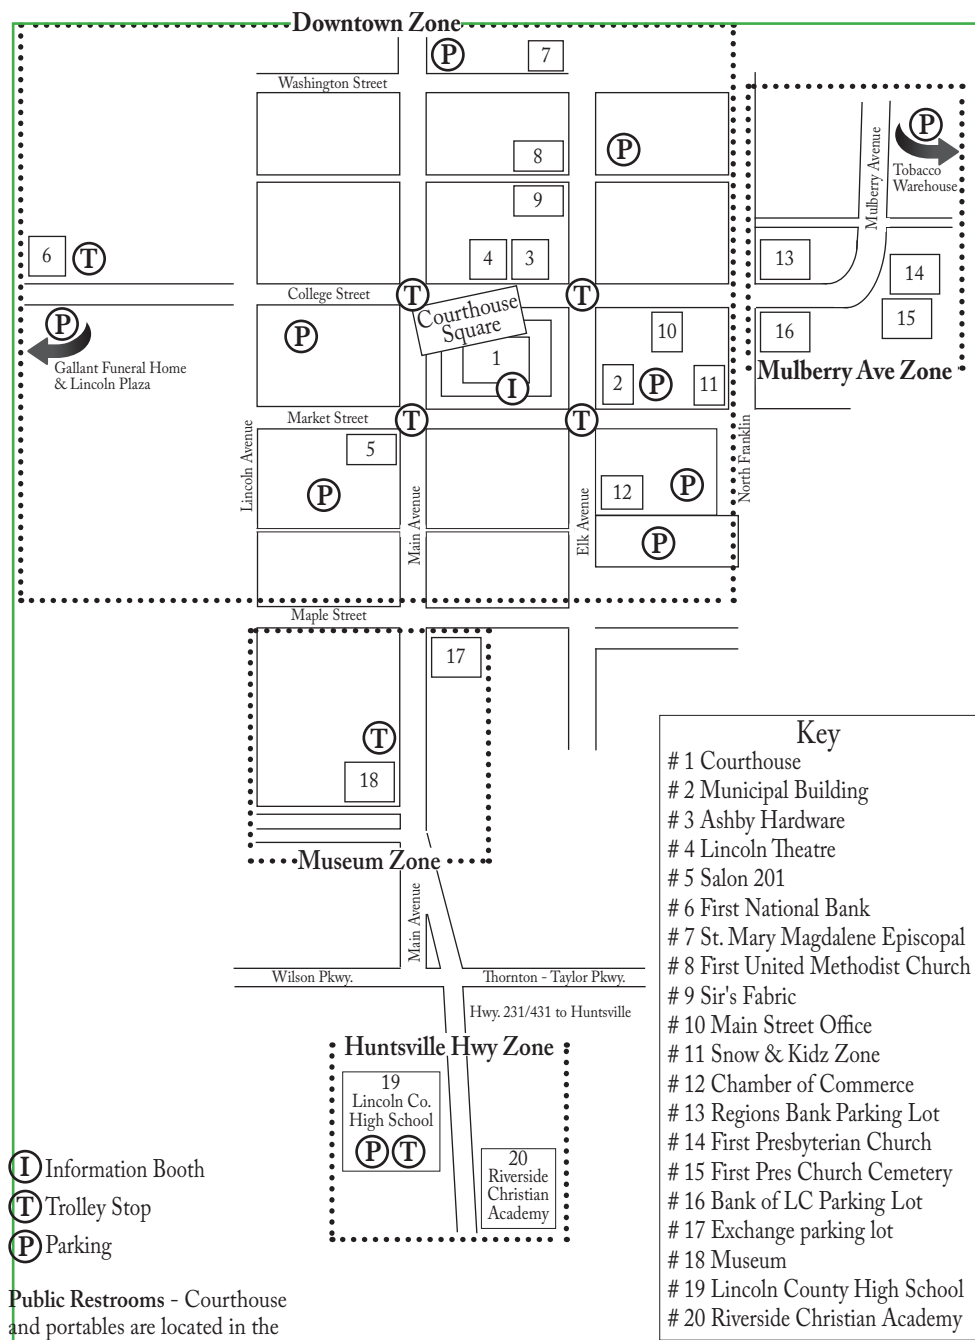 Downtown Zone
P
7
Washington Street
8
P
9
Mulberry Avenue
P
Tobacco
Warehouse
6
T
4
3
13
14
College Street
T
T
Courthouse
Square
P
P
10
16
15
Gallant Funeral Home
& Lincoln Plaza
1
I
2
P
11
Mulberry Ave Zone
Market Street
T
T
Lincoln Avenue
5
P
Main Avenue
Elk Avenue
12
P
North Franklin
P
Maple Street
17
T
18
Museum Zone
Main Avenue
Wilson Pkwy.
Thornton - Taylor Pkwy.
Hwy. 231/431 to Huntsville
Huntsville Hwy Zone
19
Lincoln Co.
High School
P
T
20
Riverside
Christian
Academy
I Information Booth
T Trolley Stop
P Parking
Public Restrooms - Courthouse
and portables are located in the
Key
# 1 Courthouse
# 2 Municipal Building
# 3 Ashby Hardware
# 4 Lincoln Theatre
# 5 Salon 201
# 6 First National Bank
# 7 St. Mary Magdalene Episcopal
# 8 First United Methodist Church
# 9 Sir's Fabric
# 10 Main Street Office
# 11 Snow & Kidz Zone
# 12 Chamber of Commerce
# 13 Regions Bank Parking Lot
# 14 First Presbyterian Church
# 15 First Pres Church Cemetery
# 16 Bank of LC Parking Lot
# 17 Exchange parking lot
# 18 Museum
# 19 Lincoln County High School
# 20 Riverside Christian Academy